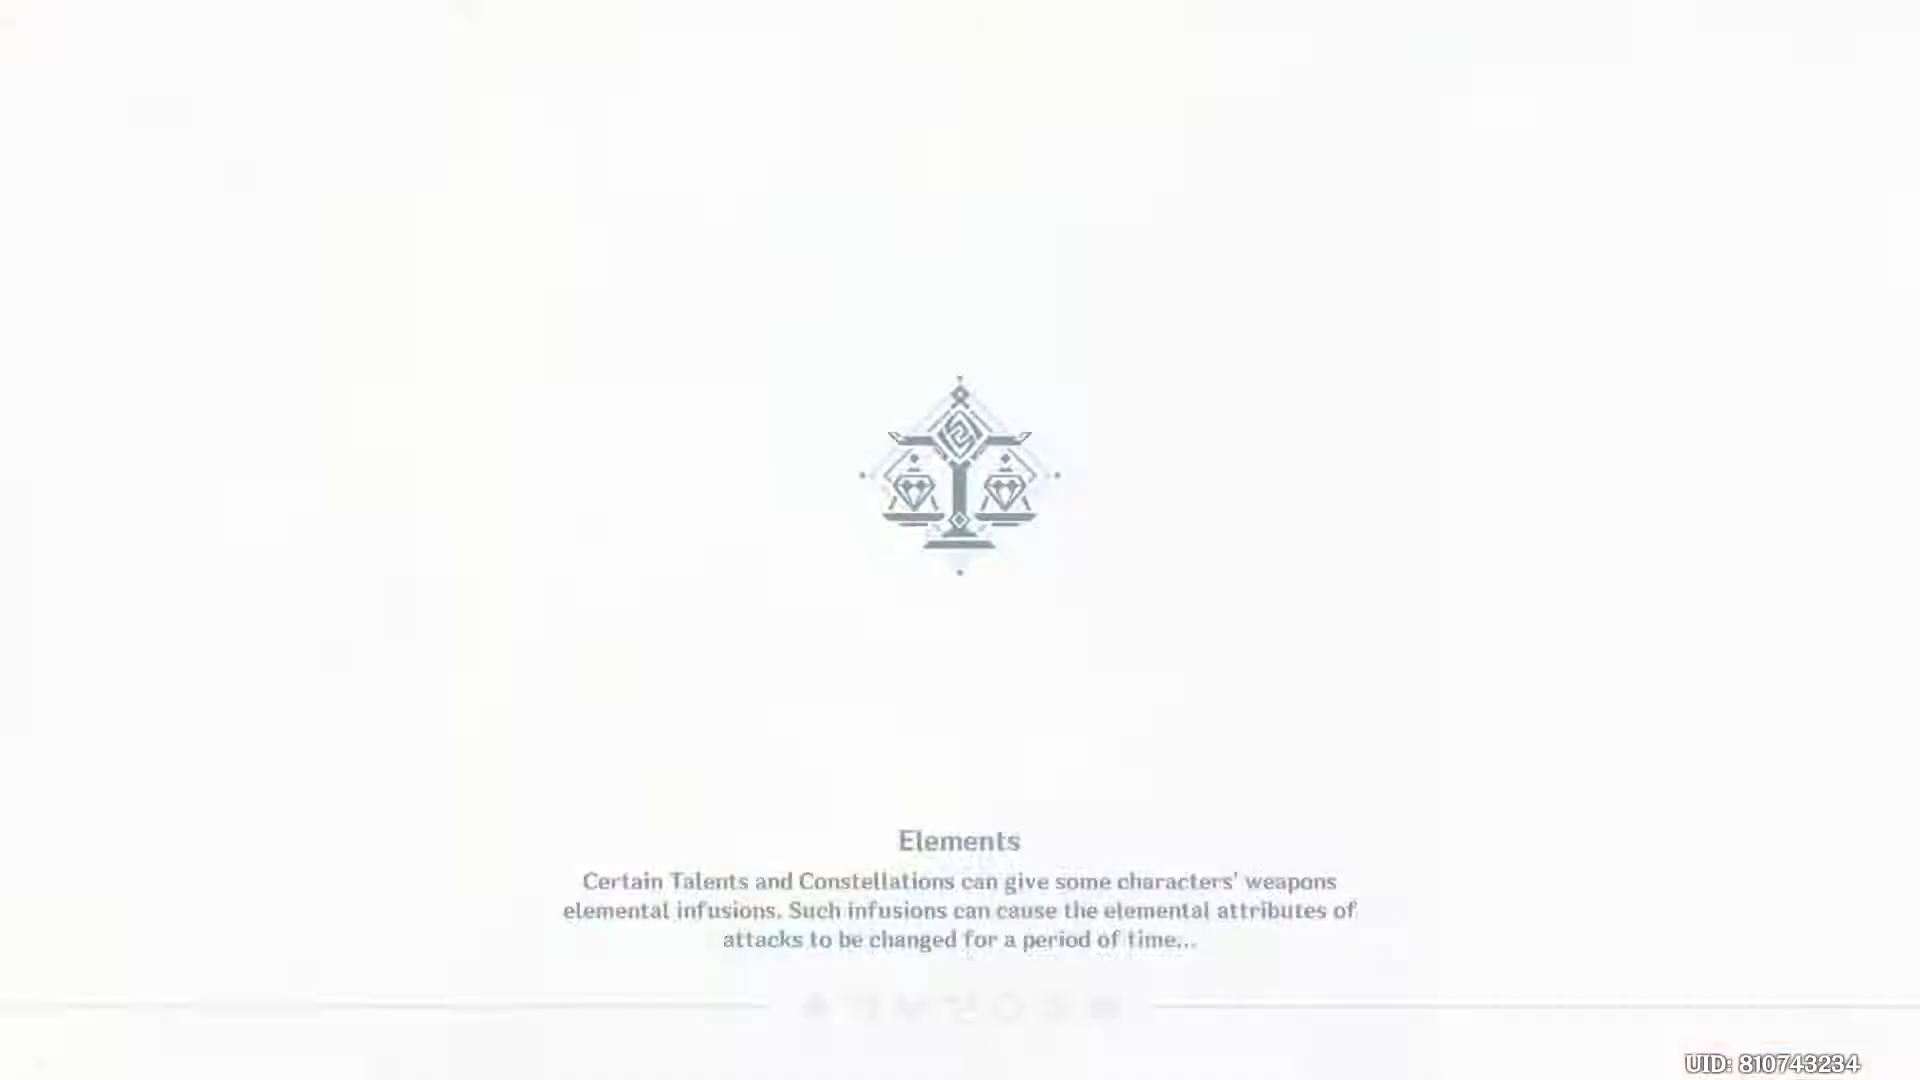 Elements
Certain Talents and Constellations can give some characters' weapons
elemental infusions. Such infusions can cause the elemental attributes of
attacks to be changed for a period of time...
UID: 810743234